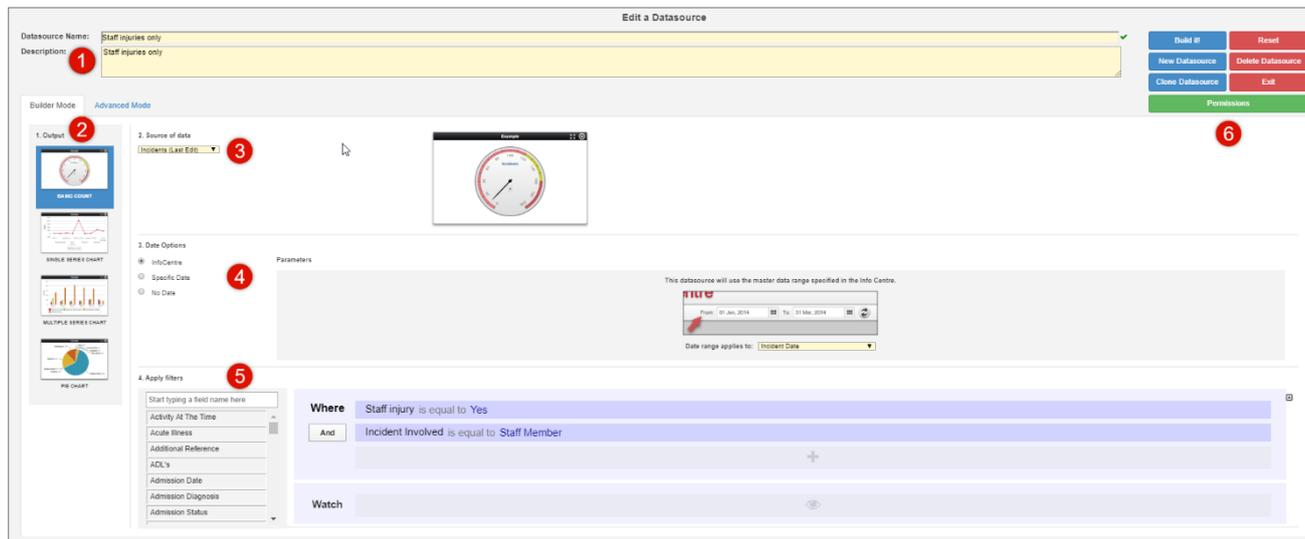 Edit a Datasource
Datasource Name: Staff injuries only
Description: Staff injuries only
1
Build it!
Reset
New Datasource
Delete Datasource
Clone Datasource
Exit
Permissions
6
Builder Mode
Advanced Mode
2
1. Output
BASIC COUNT
SINGLE SERIES CHART
MULTIPLE SERIES CHART
PIE CHART
2. Source of data
Incidents (Last Edit)
3
Example
3. Date Options
InfoCentre
Specific Date
No Date
4
Parameters
This datasource will use the master data range specified in the Info Centre.
From: 01 Jan, 2014 To: 31 Mar, 2014
Date range applies to: Incident Date
4. Apply filters
5
Start typing a field name here
Activity At The Time
Acute Illness
Additional Reference
ADL's
Admission Date
Admission Diagnosis
Admission Status
Where
Staff injury is equal to Yes
And
Incident Involved is equal to Staff Member
Watch